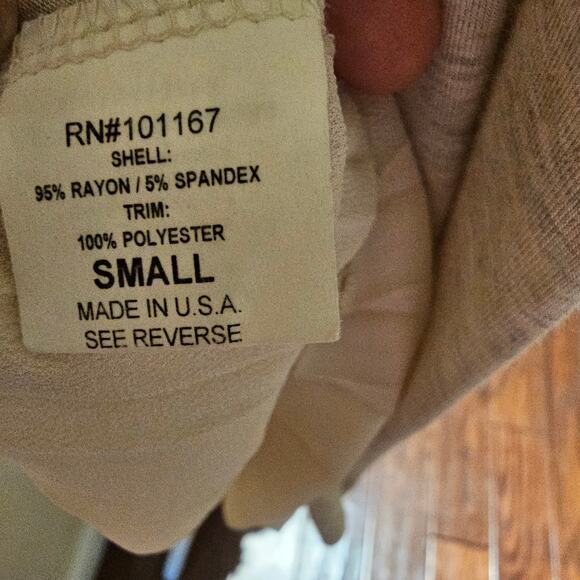 RN#101167
SHELL:
95% RAYON / 5% SPANDEX
TRIM:
100% POLYESTER
SMALL
MADE IN U.S.A.
SEE REVERSE